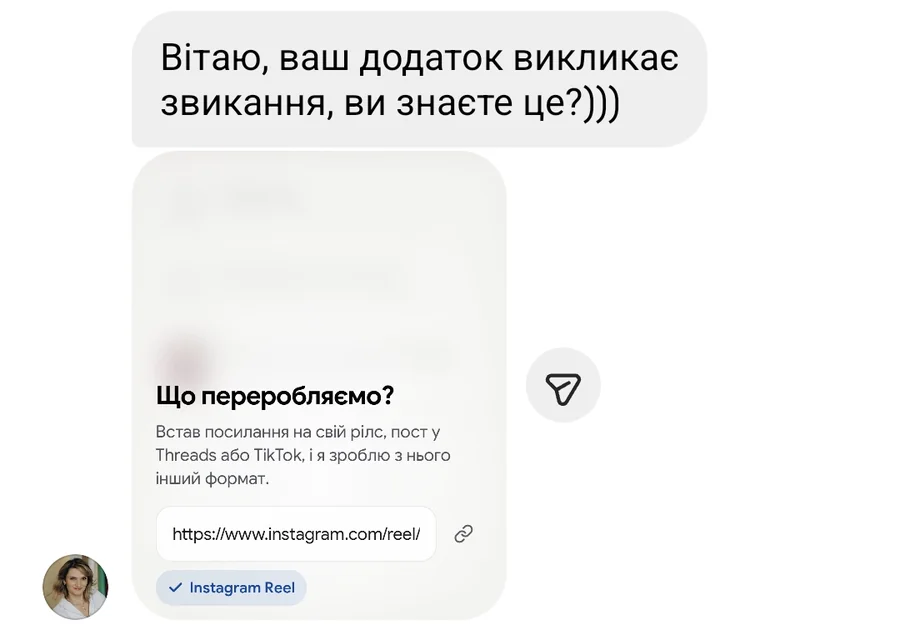 Вітаю, ваш додаток викликає
звикання, ви знаєте це?)))
Що переробляємо?
Встав посилання на свій рілс, пост у
Threads або TikTok, і я зроблю з нього
інший формат.
https://www.instagram.com/reel/
Instagram Reel